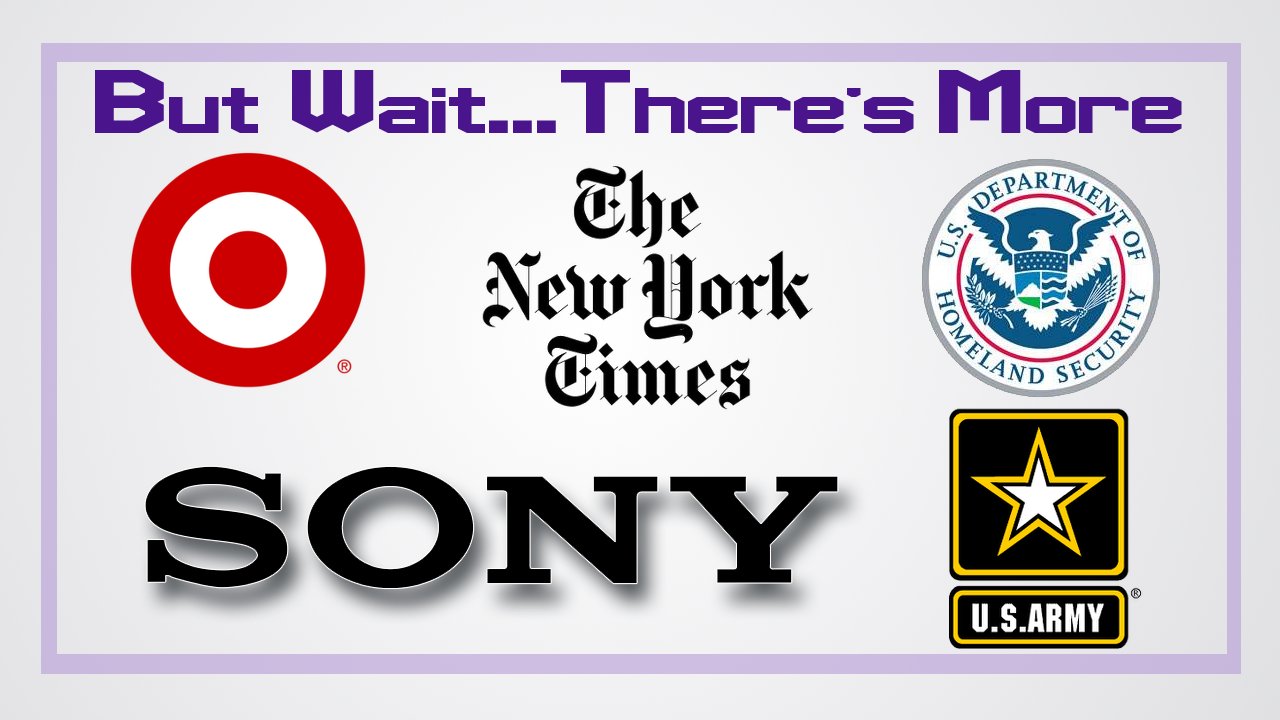 But Wait...There's More
®
The
New York
Times
U.S. DEPARTMENT OF
HOMELAND SECURITY
SONY
U.S.ARMY
®